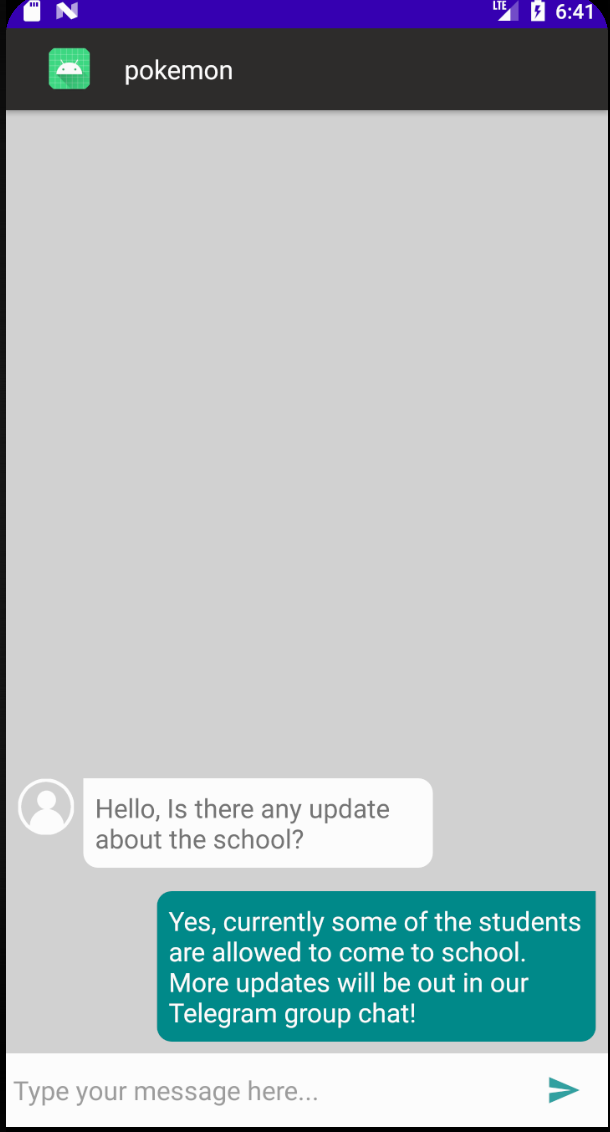 LTE 6:41
pokemon
Hello, Is there any update
about the school?
Yes, currently some of the students
are allowed to come to school.
More updates will be out in our
Telegram group chat!
Type your message here...